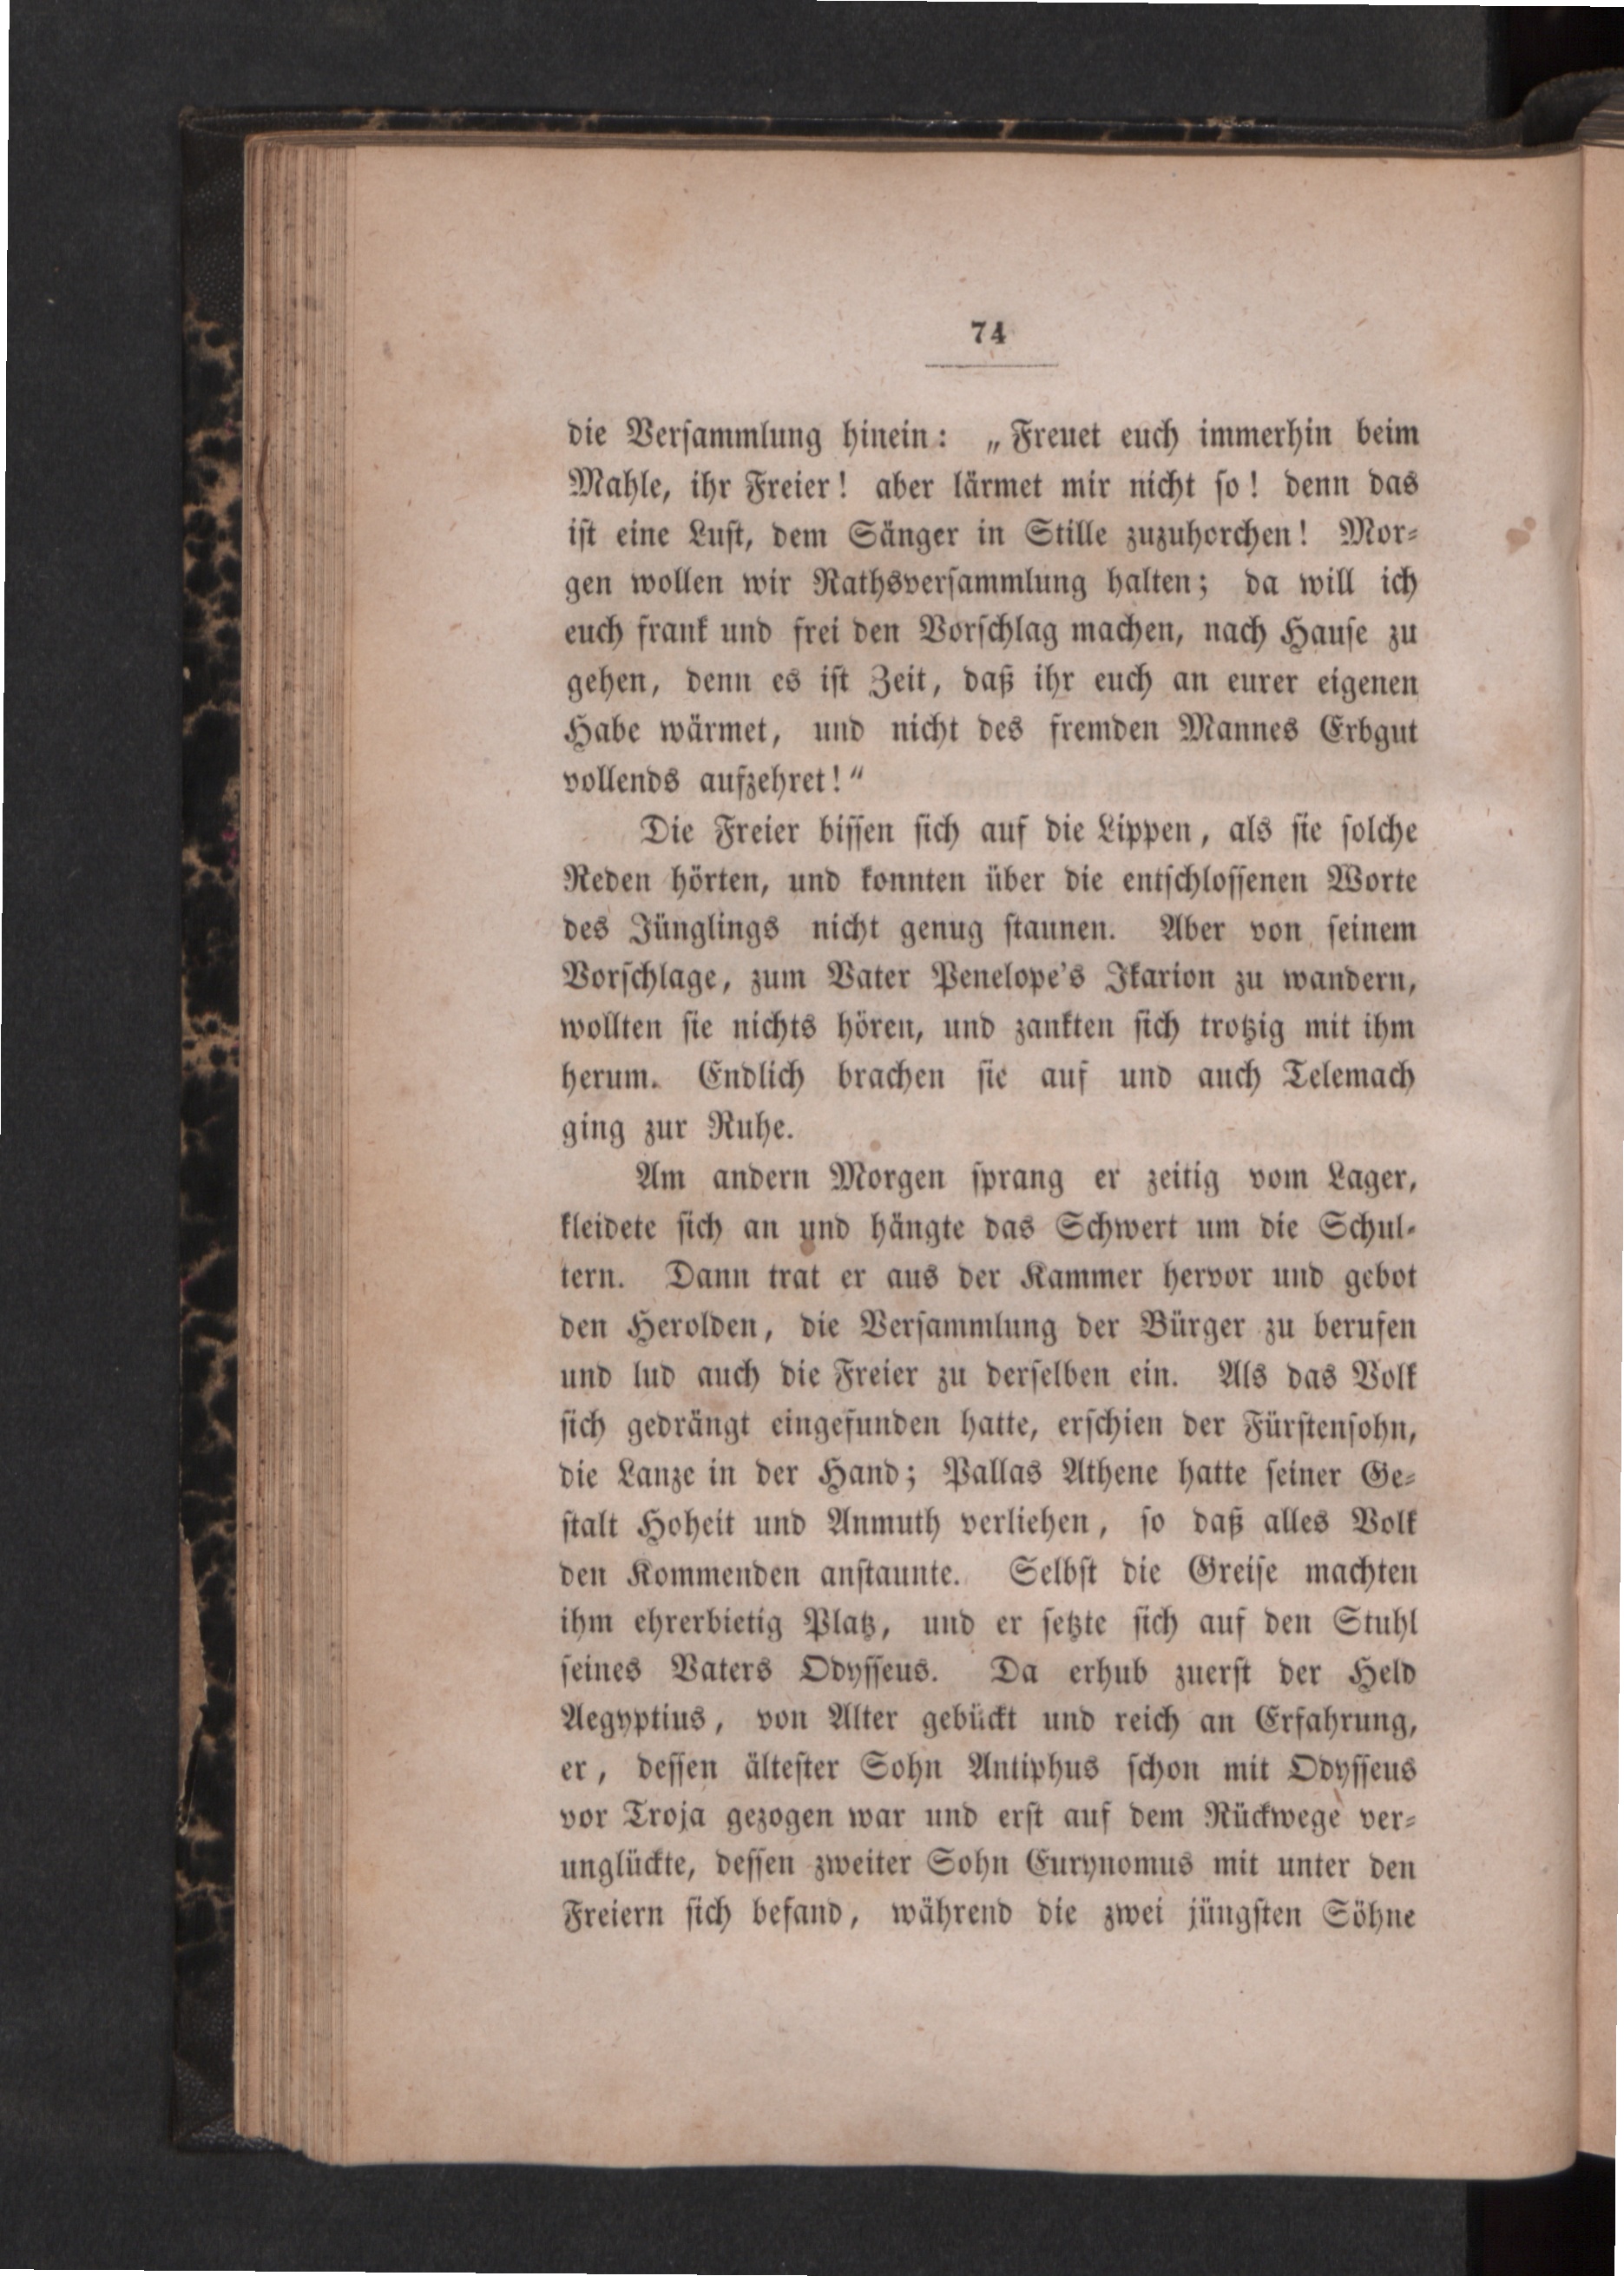 74
die Versammlung hinein: „Freuet euch immerhin beim
Mahle, ihr Freier! aber lärmet mir nicht so! denn das
ist eine Lust, dem Sänger in Stille zuzuhorchen! Mor-
gen wollen wir Rathsversammlung halten; da will ich
euch frank und frei den Vorschlag machen, nach Hause zu
gehen, denn es ist Zeit, daß ihr euch an eurer eigenen
Habe wärmet, und nicht des fremden Mannes Erbgut
vollends aufzehret!“
Die Freier bissen sich auf die Lippen, als sie solche
Reden hörten, und konnten über die entschlossenen Worte
des Jünglings nicht genug staunen. Aber von seinem
Vorschlage, zum Vater Penelope's Ikarion zu wandern,
wollten sie nichts hören, und zankten sich trotzig mit ihm
herum. Endlich brachen sie auf und auch Telemach
ging zur Ruhe.
Am andern Morgen sprang er zeitig vom Lager,
kleidete sich an und hängte das Schwert um die Schul-
tern. Dann trat er aus der Kammer hervor und gebot
den Herolden, die Versammlung der Bürger zu berufen
und lud auch die Freier zu derselben ein. Als das Volk
sich gedrängt eingefunden hatte, erschien der Fürstensohn,
die Lanze in der Hand; Pallas Athene hatte seiner Ge-
stalt Hoheit und Anmuth verliehen, so daß alles Volk
den Kommenden anstaunte. Selbst die Greise machten
ihm ehrerbietig Platz, und er setzte sich auf den Stuhl
seines Vaters Odysseus. Da erhub zuerst der Held
Aegyptius, von Alter gebückt und reich an Erfahrung,
er, dessen ältester Sohn Antiphus schon mit Odysseus
vor Troja gezogen war und erst auf dem Rückwege ver-
unglückte, dessen zweiter Sohn Eurynomus mit unter den
Freiern sich befand, während die zwei jüngsten Söhne